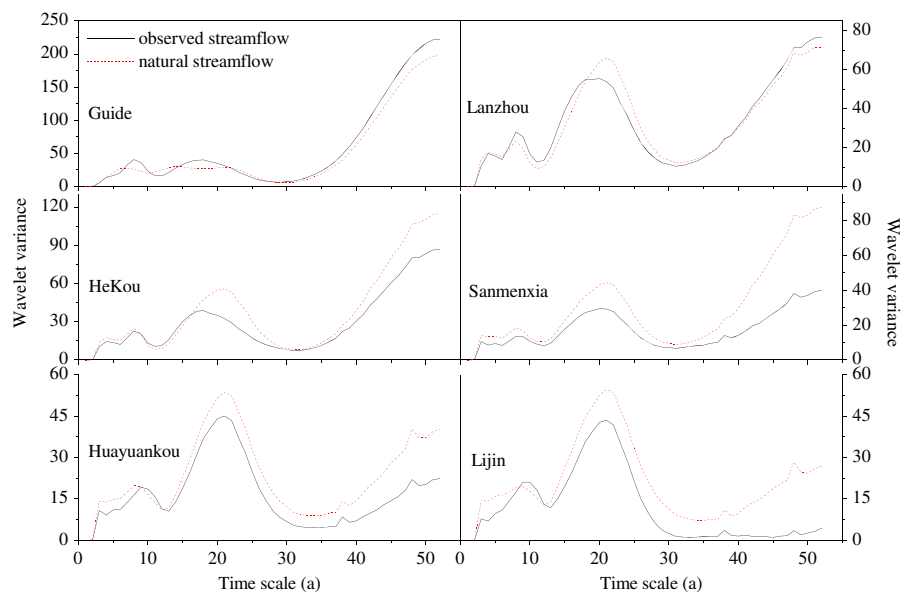 250
200
150
100
50
0
observed streamflow
natural streamflow
Guide
80
60
40
20
0
Lanzhou
Wavelet variance
120
90
60
30
0
HeKou
80
60
40
20
0
Sanmenxia
Wavelet variance
60
45
30
15
0
Huayuankou
60
45
30
15
0
Lijin
0 10 20 30 40 50
0 10 20 30 40 50
Time scale (a)
Time scale (a)